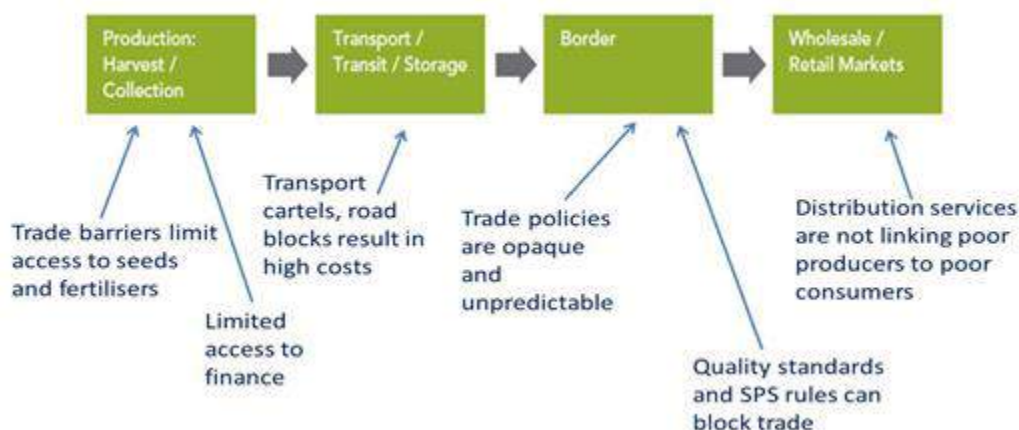 Production:
Harvest /
Collection
Transport /
Transit / Storage
Border
Wholesale /
Retail Markets
Trade barriers limit
access to seeds
and fertilisers
Limited
access to
finance
Transport
cartels, road
blocks result in
high costs
Trade policies
are opaque
and
unpredictable
Quality standards
and SPS rules can
block trade
Distribution services
are not linking poor
producers to poor
consumers